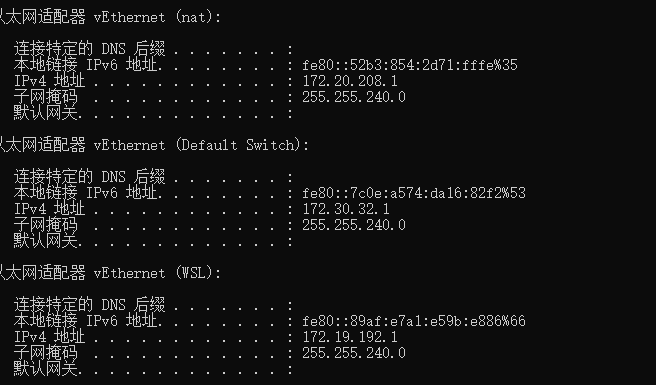 以太网适配器 vEthernet (nat):
连接特定的 DNS 后缀 . . . . . . . :
本地链接 IPv6 地址. . . . . . . . : fe80::52b3:854:2d71:fffe%35
IPv4 地址 . . . . . . . . . . . . : 172.20.208.1
子网掩码  . . . . . . . . . . . . : 255.255.240.0
默认网关. . . . . . . . . . . . . :
以太网适配器 vEthernet (Default Switch):
连接特定的 DNS 后缀 . . . . . . . :
本地链接 IPv6 地址. . . . . . . . : fe80::7c0e:a574:da16:82f2%53
IPv4 地址 . . . . . . . . . . . . : 172.30.32.1
子网掩码  . . . . . . . . . . . . : 255.255.240.0
默认网关. . . . . . . . . . . . . :
以太网适配器 vEthernet (WSL):
连接特定的 DNS 后缀 . . . . . . . :
本地链接 IPv6 地址. . . . . . . . : fe80::89af:e7a1:e59b:e886%66
IPv4 地址 . . . . . . . . . . . . : 172.19.192.1
子网掩码  . . . . . . . . . . . . : 255.255.240.0
默认网关. . . . . . . . . . . . . :